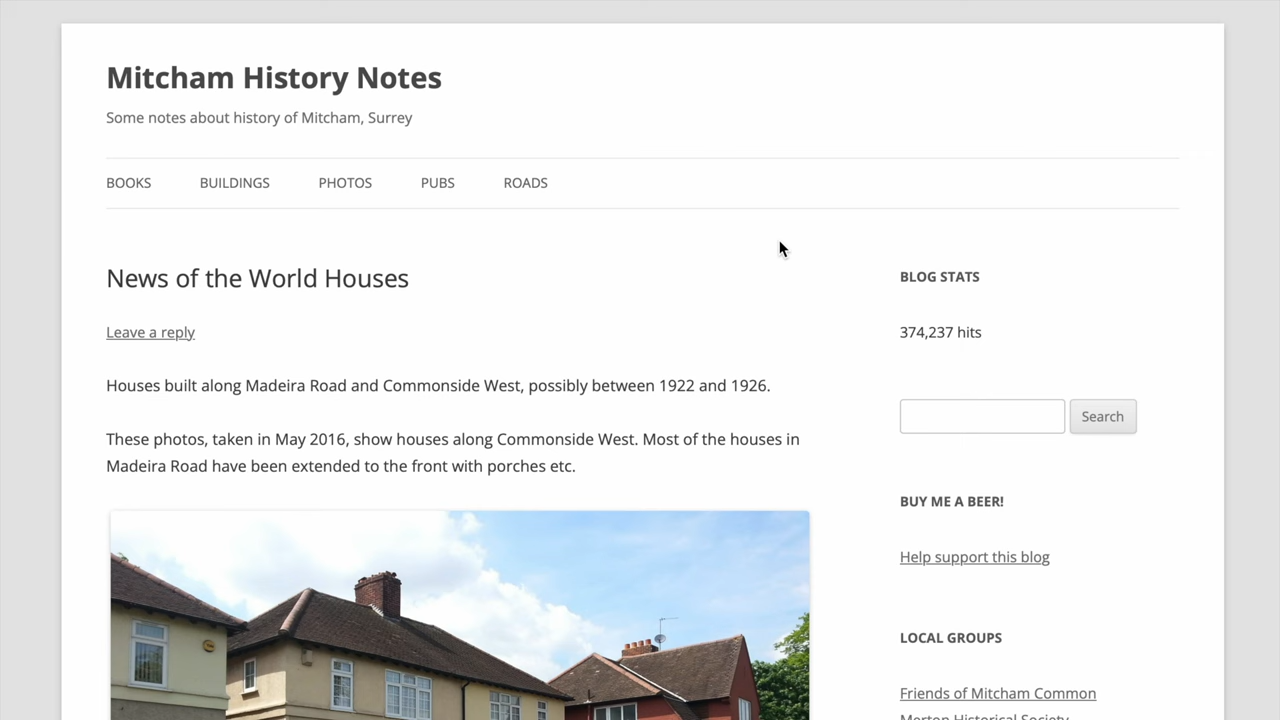 Mitcham History Notes
Some notes about history of Mitcham, Surrey
BOOKS BUILDINGS PHOTOS PUBS ROADS
News of the World Houses
Leave a reply
Houses built along Madeira Road and Commonside West, possibly between 1922 and 1926.
These photos, taken in May 2016, show houses along Commonside West. Most of the houses in
Madeira Road have been extended to the front with porches etc.
BLOG STATS
374,237 hits
Search
BUY ME A BEER!
Help support this blog
LOCAL GROUPS
Friends of Mitcham Common
Merton Historical Society